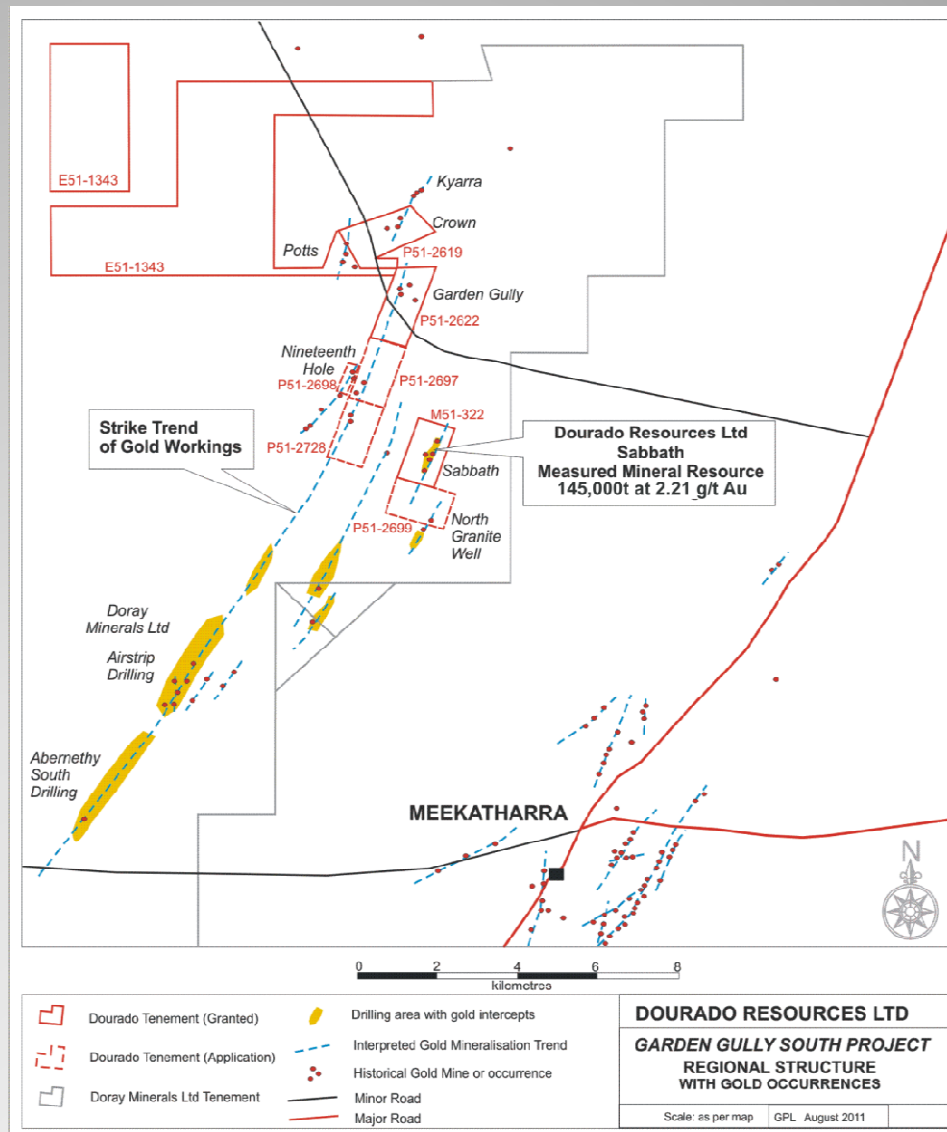 E51-1343
Kyarra
Crown
Potts
P51-2619
E51-1343
Garden Gully
P51-2622
Nineteenth
Hole
P51-2698
P51-2697
Strike Trend
of Gold Workings
M51-322
P51-2728
Dourado Resources Ltd
Sabbath
Measured Mineral Resource
145,000t at 2.21 g/t Au
Sabbath
P51-2699
North
Granite
Well
Doray
Minerals Ltd
Airstrip
Drilling
Abernethy
South
Drilling
MEEKATHARRA
N
0 2 4 6 8
kilometres
Dourado Tenement (Granted)
Dourado Tenement (Application)
Doray Minerals Ltd Tenement
Drilling area with gold intercepts
Interpreted Gold Mineralisation Trend
Historical Gold Mine or occurrence
Minor Road
Major Road
DOURADO RESOURCES LTD
GARDEN GULLY SOUTH PROJECT
REGIONAL STRUCTURE
WITH GOLD OCCURRENCES
Scale: as per map GPL August 2011